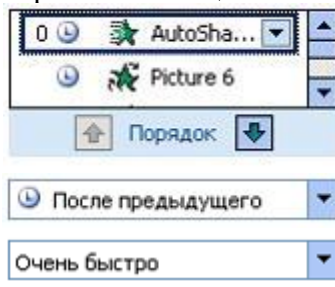 0 AutoSha...
Picture 6
Порядок
После предыдущего
Очень быстро